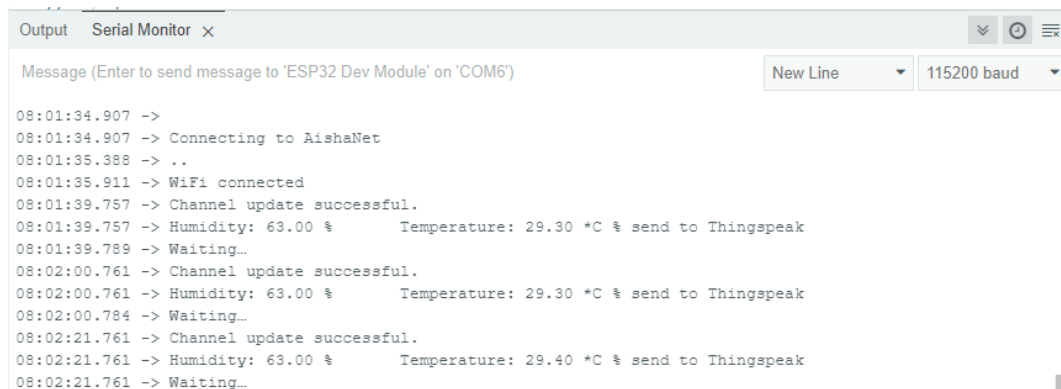 Output Serial Monitor ×
Message (Enter to send message to 'ESP32 Dev Module' on 'COM6') New Line 115200 baud
08:01:34.907 ->
08:01:34.907 -> Connecting to AishaNet
08:01:35.388 -> ..
08:01:35.911 -> WiFi connected
08:01:39.757 -> Channel update successful.
08:01:39.757 -> Humidity: 63.00 % Temperature: 29.30 *C % send to Thingspeak
08:01:39.789 -> Waiting…
08:02:00.761 -> Channel update successful.
08:02:00.761 -> Humidity: 63.00 % Temperature: 29.30 *C % send to Thingspeak
08:02:00.784 -> Waiting…
08:02:21.761 -> Channel update successful.
08:02:21.761 -> Humidity: 63.00 % Temperature: 29.40 *C % send to Thingspeak
08:02:21.761 -> Waiting…